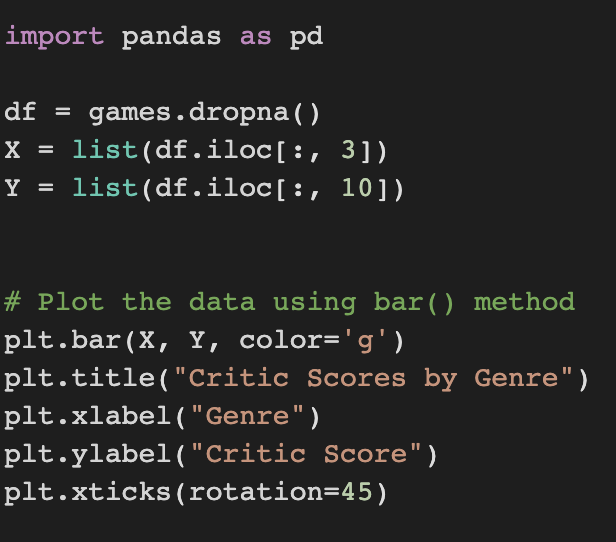 import pandas as pd
df = games.dropna()
X = list(df.iloc[:, 3])
Y = list(df.iloc[:, 10])
# Plot the data using bar() method
plt.bar(X, Y, color='g')
plt.title("Critic Scores by Genre")
plt.xlabel("Genre")
plt.ylabel("Critic Score")
plt.xticks(rotation=45)